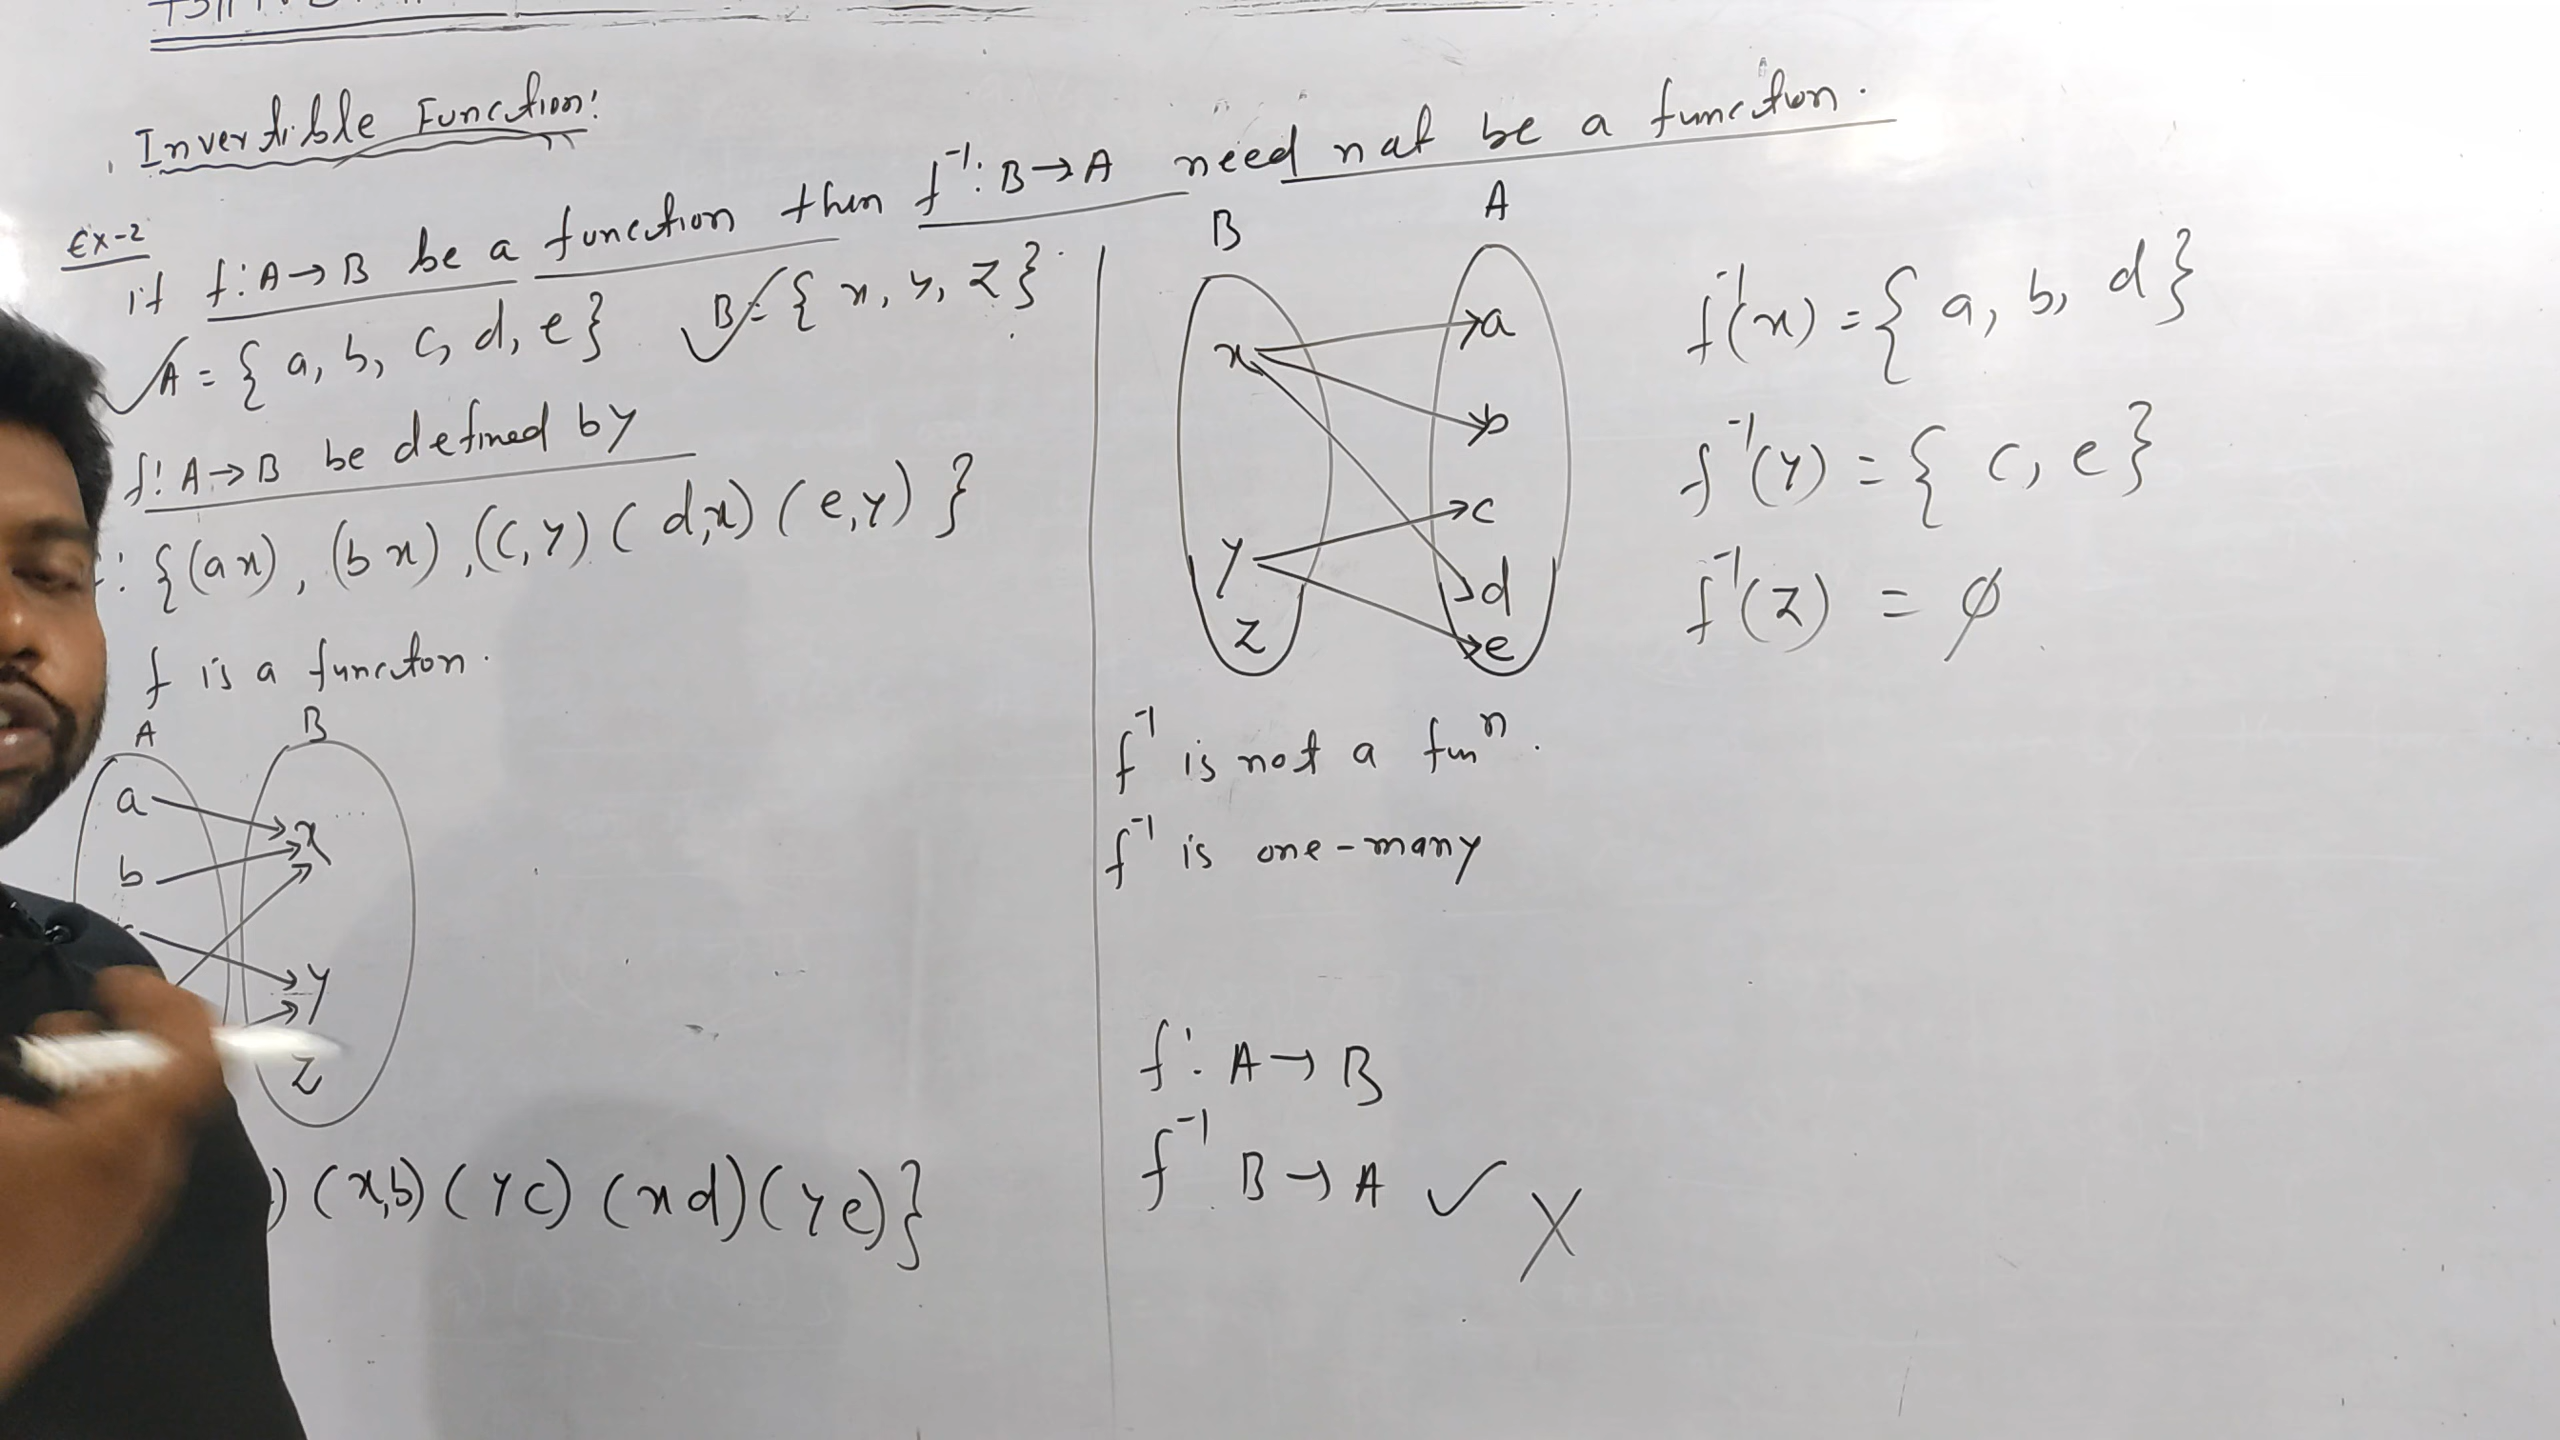 Invertible Function:
Ex-2
if f: A → B be a function then f⁻¹: B → A need nat be a function.
A = { a, b, c, d, e } B = { x, y, z }
f: A → B be defined by
: {(a x), (b x), (c, y) (d, x) (e, y) }
f is a function.
A B
a x
b
y
z
) (x, b) (y c) (x d) (y e)}
B A
x a
b
c
y d
z e
f⁻¹(x) = { a, b, d}
f⁻¹(y) = { c, e}
f⁻¹(z) = φ
f⁻¹ is not a funⁿ.
f⁻¹ is one-many
f: A → B
f⁻¹ B → A ✓ X